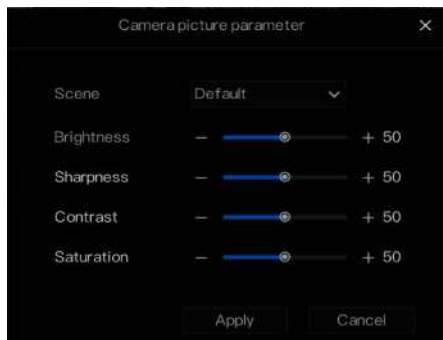 Camera picture parameter ×
Scene Default
Brightness − + 50
Sharpness − + 50
Contrast − + 50
Saturation − + 50
Apply Cancel